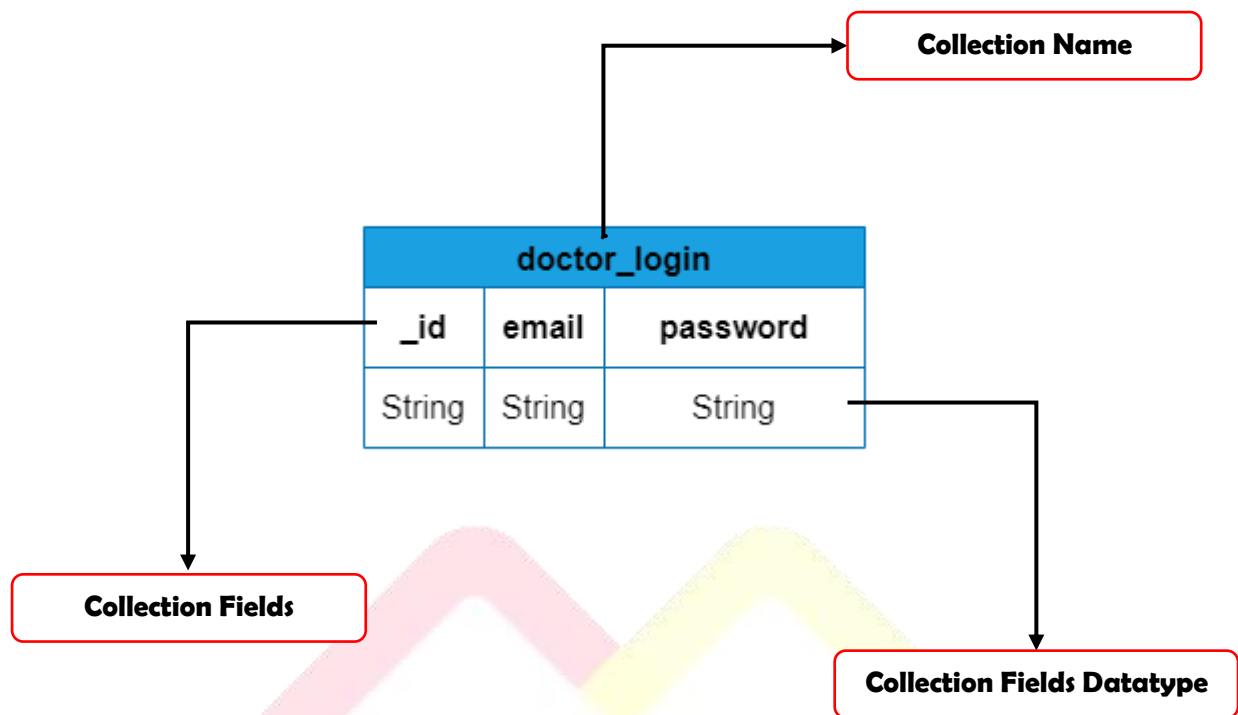 Collection Name
doctor_login
_id email password
String String String
Collection Fields
Collection Fields Datatype